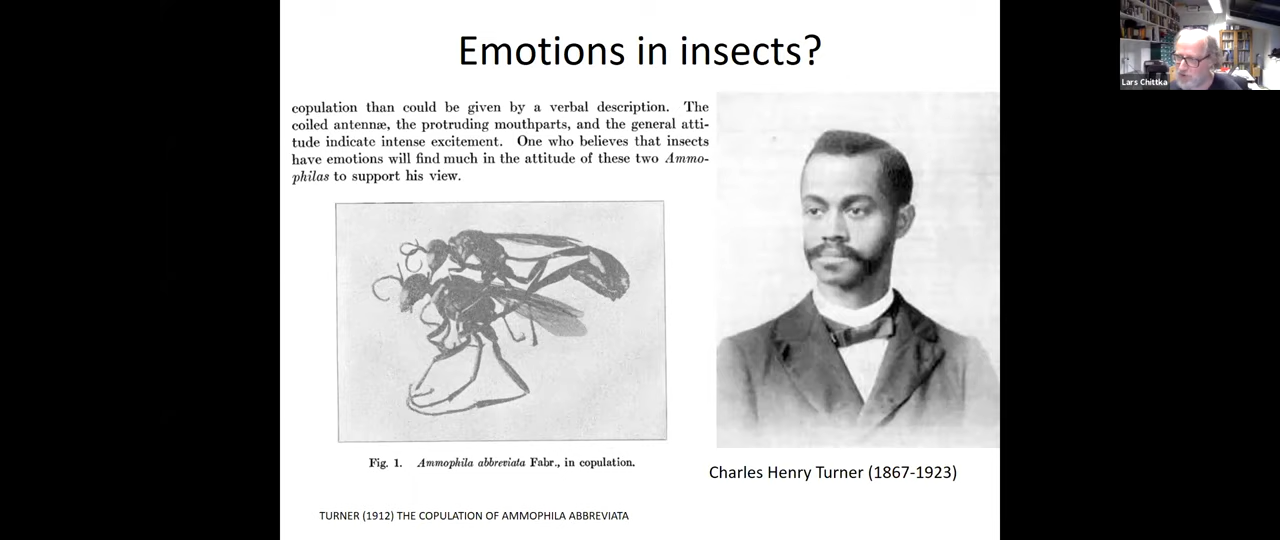 Emotions in insects?
Lars Chittka
copulation than could be given by a verbal description. The
coiled antennæ, the protruding mouthparts, and the general atti-
tude indicate intense excitement. One who believes that insects
have emotions will find much in the attitude of these two Ammo-
philas to support his view.
Fig. 1. Ammophila abbreviata Fabr., in copulation.
Charles Henry Turner (1867-1923)
TURNER (1912) THE COPULATION OF AMMOPHILA ABBREVIATA